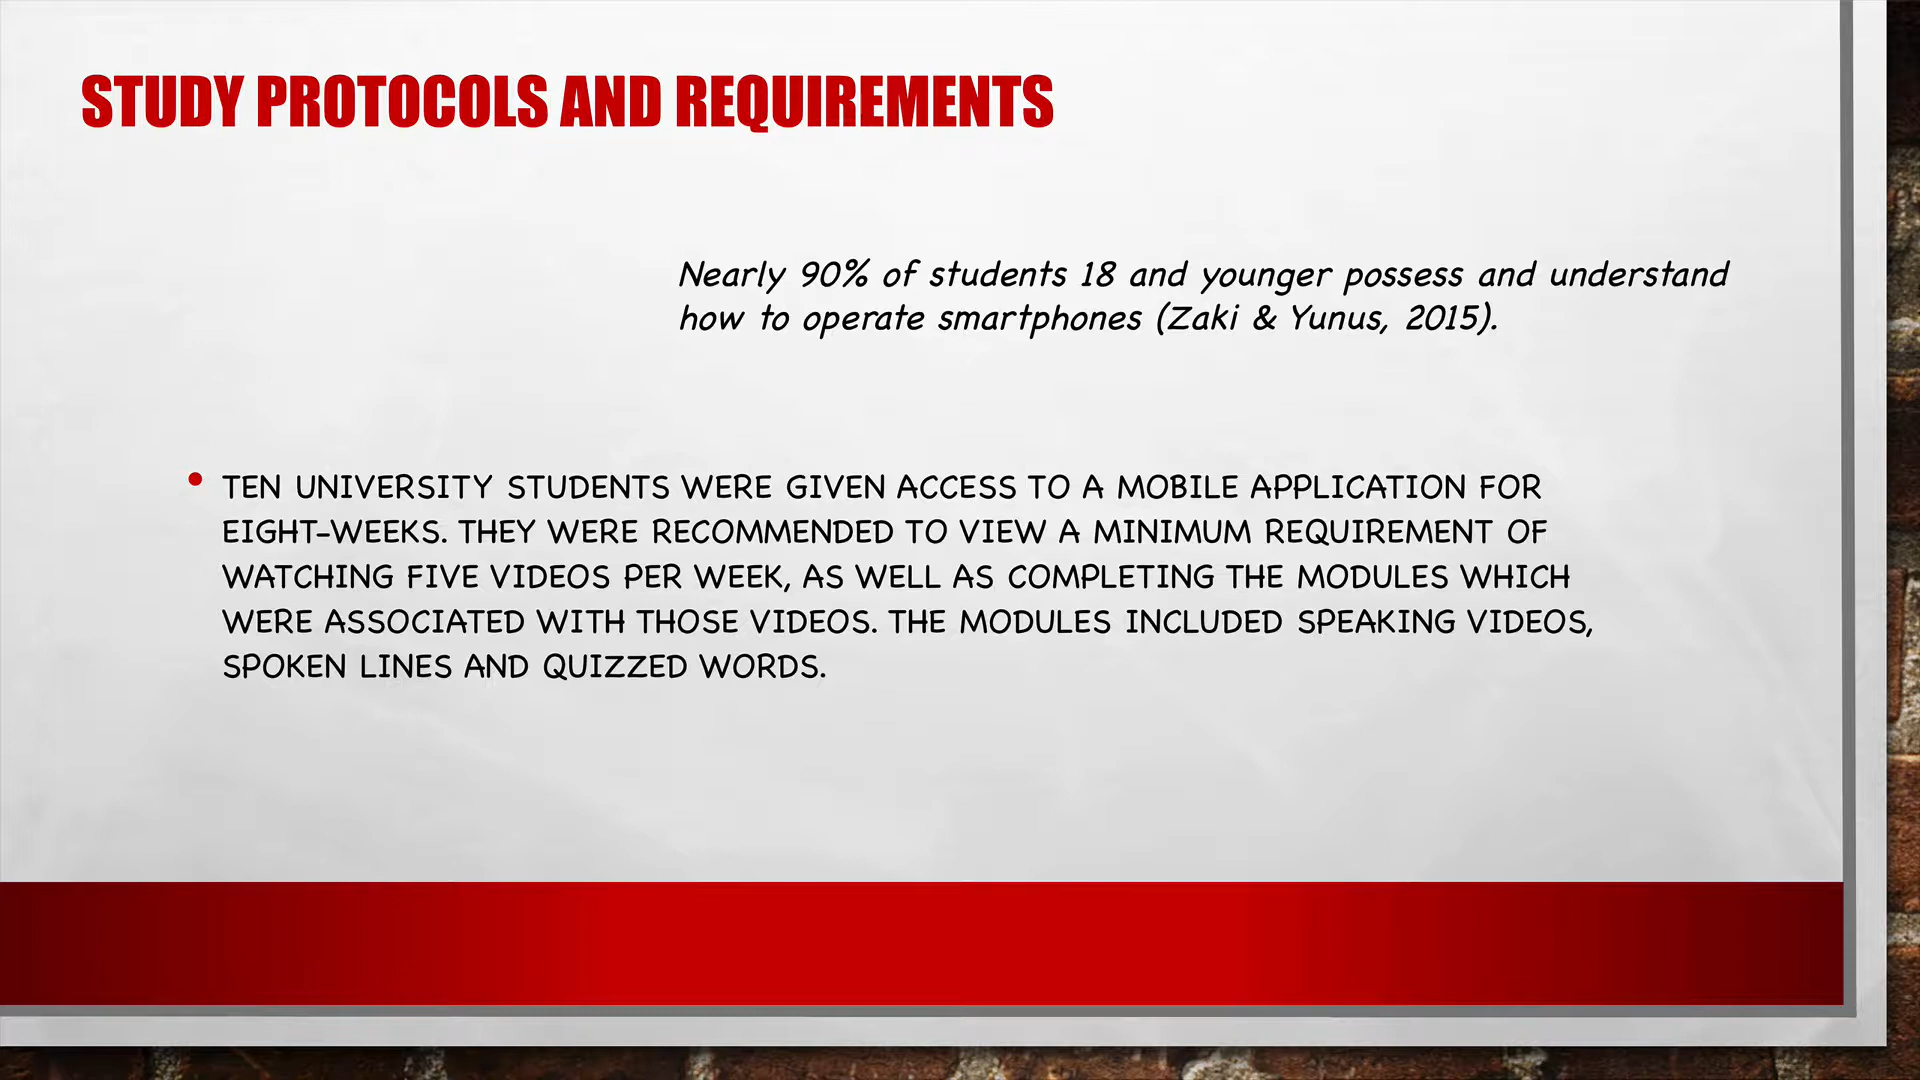 STUDY PROTOCOLS AND REQUIREMENTS
Nearly 90% of students 18 and younger possess and understand
how to operate smartphones (Zaki & Yunus, 2015).
• TEN UNIVERSITY STUDENTS WERE GIVEN ACCESS TO A MOBILE APPLICATION FOR
EIGHT-WEEKS. THEY WERE RECOMMENDED TO VIEW A MINIMUM REQUIREMENT OF
WATCHING FIVE VIDEOS PER WEEK, AS WELL AS COMPLETING THE MODULES WHICH
WERE ASSOCIATED WITH THOSE VIDEOS. THE MODULES INCLUDED SPEAKING VIDEOS,
SPOKEN LINES AND QUIZZED WORDS.